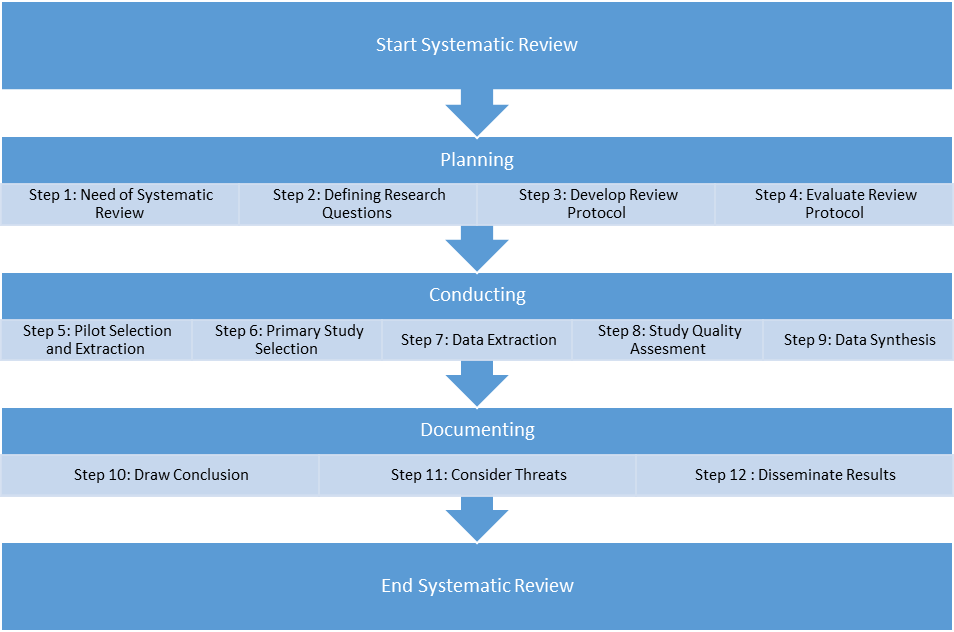 Start Systematic Review
Planning
Step 1: Need of Systematic
Review
Step 2: Defining Research
Questions
Step 3: Develop Review
Protocol
Step 4: Evaluate Review
Protocol
Conducting
Step 5: Pilot Selection
and Extraction
Step 6: Primary Study
Selection
Step 7: Data Extraction
Step 8: Study Quality
Assesment
Step 9: Data Synthesis
Documenting
Step 10: Draw Conclusion
Step 11: Consider Threats
Step 12 : Disseminate Results
End Systematic Review